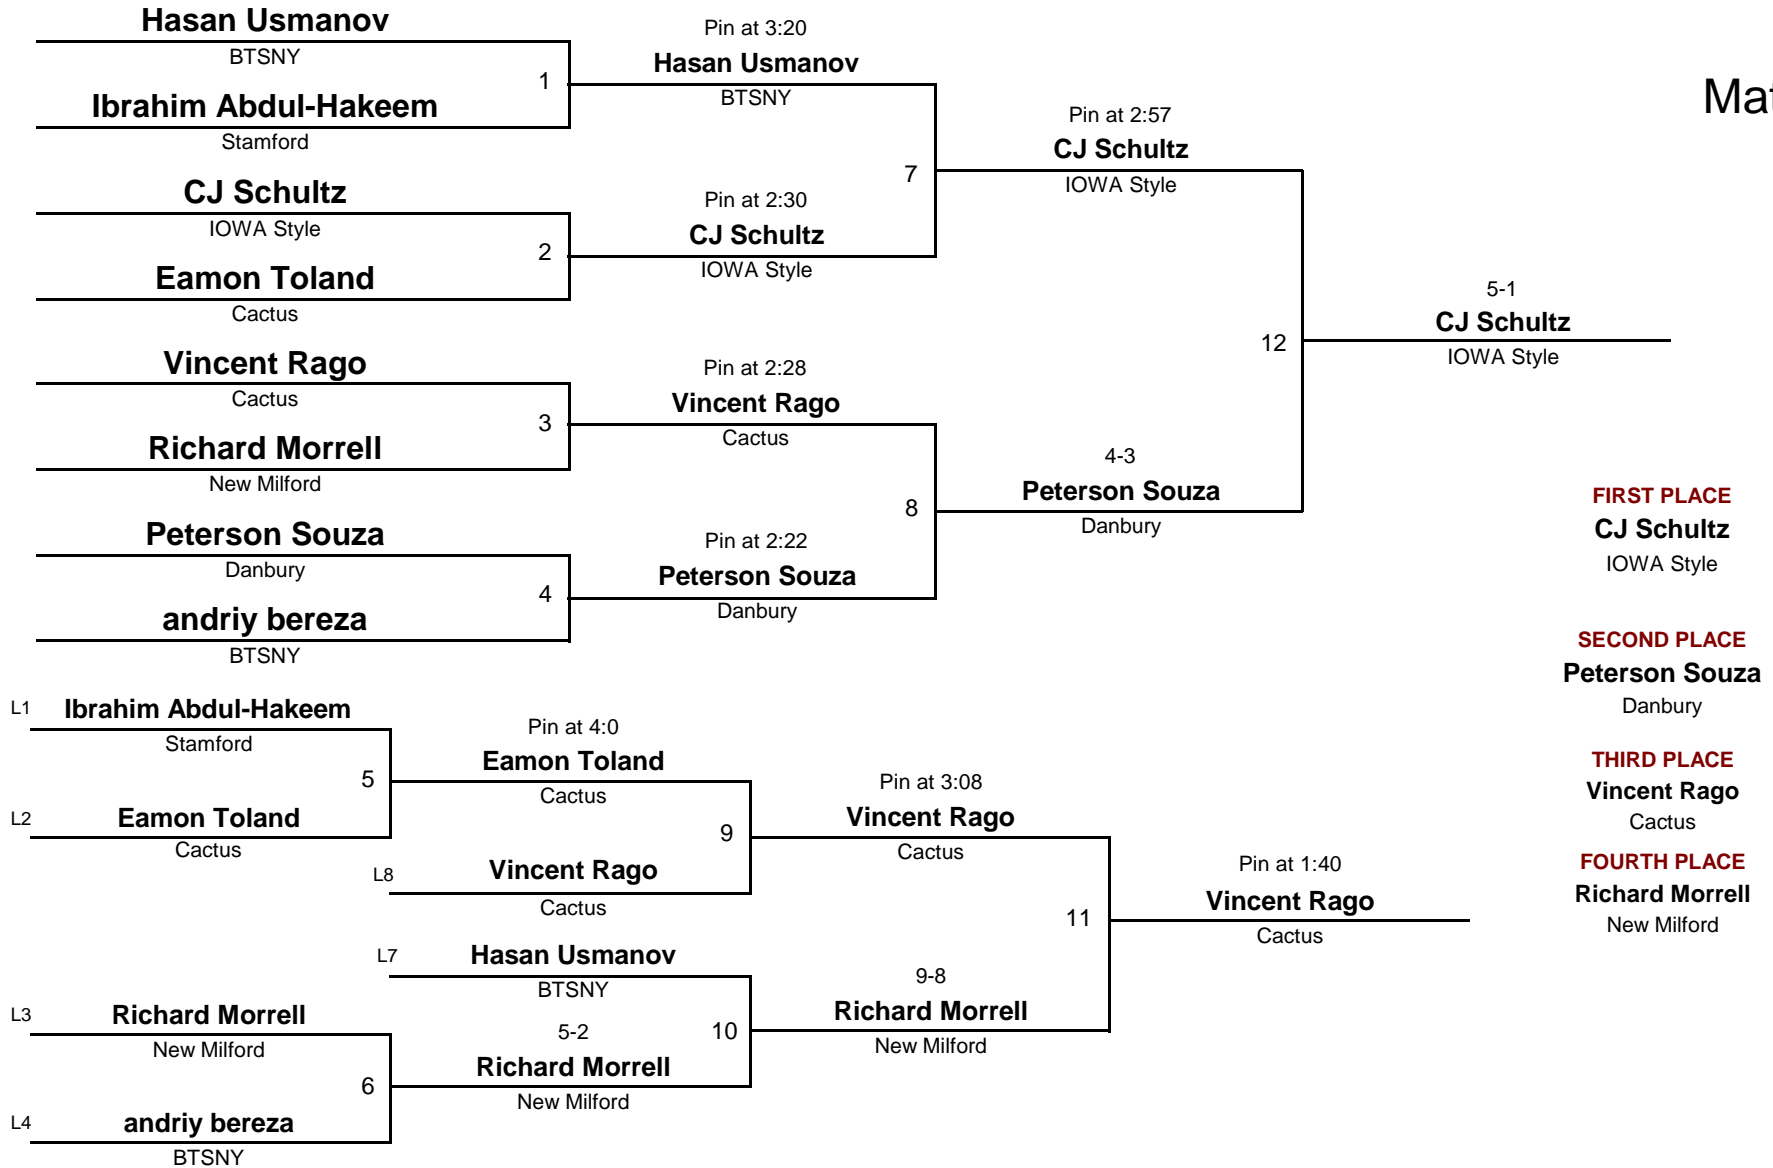 Hasan Usmanov
BTSNY
1
Ibrahim Abdul-Hakeem
Stamford
CJ Schultz
IOWA Style
2
Eamon Toland
Cactus
Vincent Rago
Cactus
3
Richard Morrell
New Milford
Peterson Souza
Danbury
4
andriy bereza
BTSNY
Pin at 3:20
Hasan Usmanov
BTSNY
7
Pin at 2:30
CJ Schultz
IOWA Style
Pin at 2:28
Vincent Rago
Cactus
8
Pin at 2:22
Peterson Souza
Danbury
Pin at 2:57
CJ Schultz
IOWA Style
12
4-3
Peterson Souza
Danbury
5-1
CJ Schultz
IOWA Style
Mat
FIRST PLACE
CJ Schultz
IOWA Style
SECOND PLACE
Peterson Souza
Danbury
THIRD PLACE
Vincent Rago
Cactus
FOURTH PLACE
Richard Morrell
New Milford
L1 Ibrahim Abdul-Hakeem
Stamford
5
L2 Eamon Toland
Cactus
Pin at 4:0
Eamon Toland
Cactus
9
L8 Vincent Rago
Cactus
L7 Hasan Usmanov
BTSNY
10
5-2
Richard Morrell
New Milford
L3 Richard Morrell
New Milford
6
L4 andriy bereza
BTSNY
Pin at 3:08
Vincent Rago
Cactus
11
9-8
Richard Morrell
New Milford
Pin at 1:40
Vincent Rago
Cactus